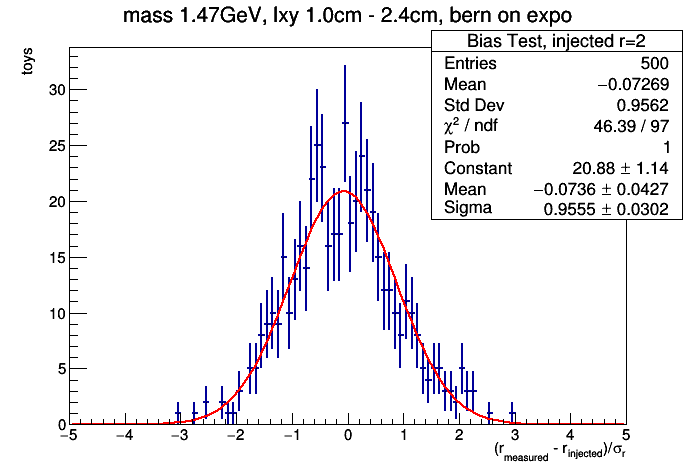 mass 1.47GeV, lxy 1.0cm - 2.4cm, bern on expo
Bias Test, injected r=2
Entries 500
Mean −0.07269
Std Dev 0.9562
χ² / ndf 46.39 / 97
Prob 1
Constant 20.88 ± 1.14
Mean −0.0736 ± 0.0427
Sigma 0.9555 ± 0.0302
toys
30
25
20
15
10
5
0
−5 −4 −3 −2 −1 0 1 2 3 4 5
(r_measured - r_injected)/σ_r